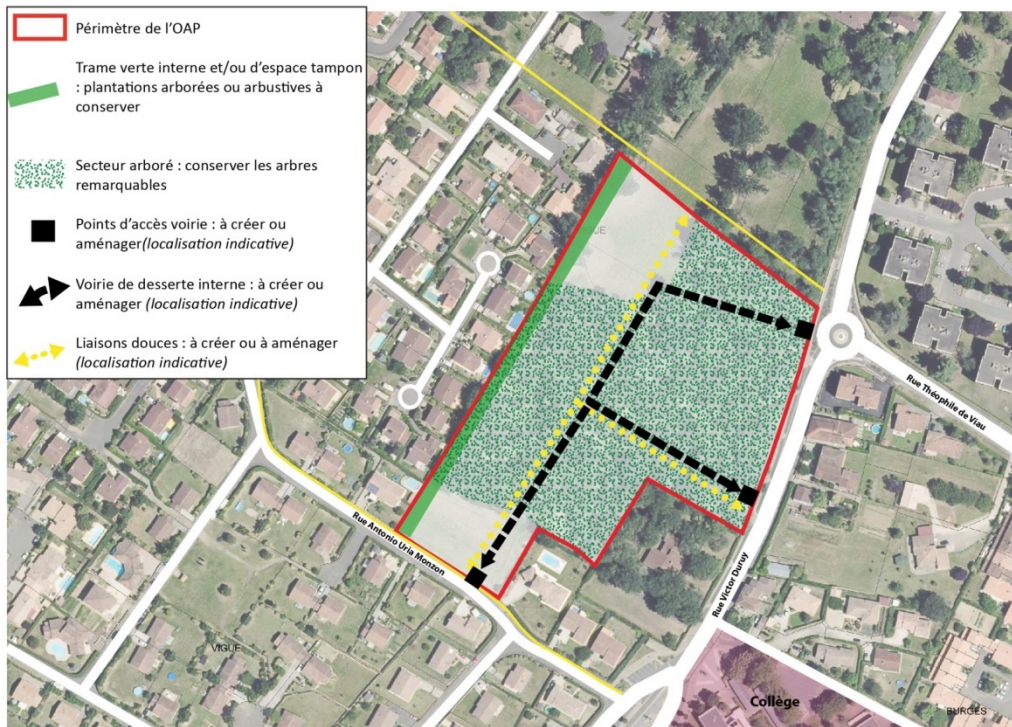 Périmètre de l'OAP
Trame verte interne et/ou d'espace tampon
: plantations arborées ou arbustives à
conserver
Secteur arboré : conserver les arbres
remarquables
Points d'accès voirie : à créer ou
aménager(localisation indicative)
Voirie de desserte interne : à créer ou
aménager (localisation indicative)
Liaisons douces : à créer ou à aménager
(localisation indicative)
Rue Théophile de Viau
Rue Antonio Uria Monzon
Rue Victor Duruy
VIGUE
Collège
BURGES